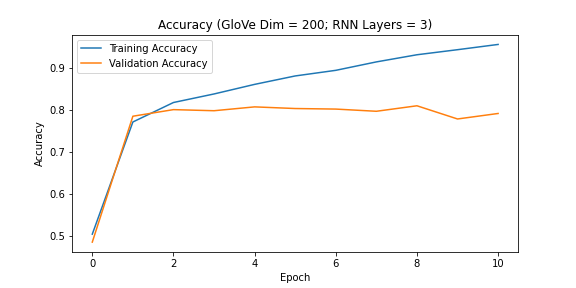 Accuracy (GloVe Dim = 200; RNN Layers = 3)
Training Accuracy
Validation Accuracy
0.9
0.8
0.7
0.6
0.5
Accuracy
0 2 4 6 8 10
Epoch